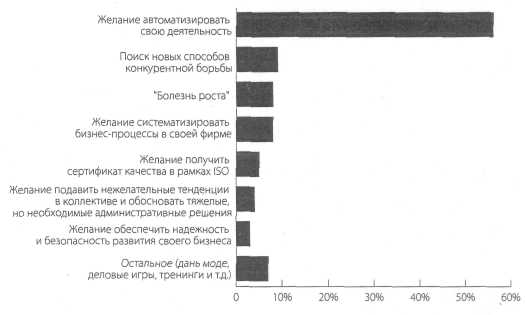 Желание автоматизировать
свою деятельность
Поиск новых способов
конкурентной борьбы
"Болезнь роста"
Желание систематизировать
бизнес-процессы в своей фирме
Желание получить
сертификат качества в рамках ISO
Желание подавить нежелательные тенденции
в коллективе и обосновать тяжелые,
но необходимые административные решения
Желание обеспечить надежность
и безопасность развития своего бизнеса
Остальное (дань моде,
деловые игры, тренинги и т.д.)
0 10% 20% 30% 40% 50% 60%